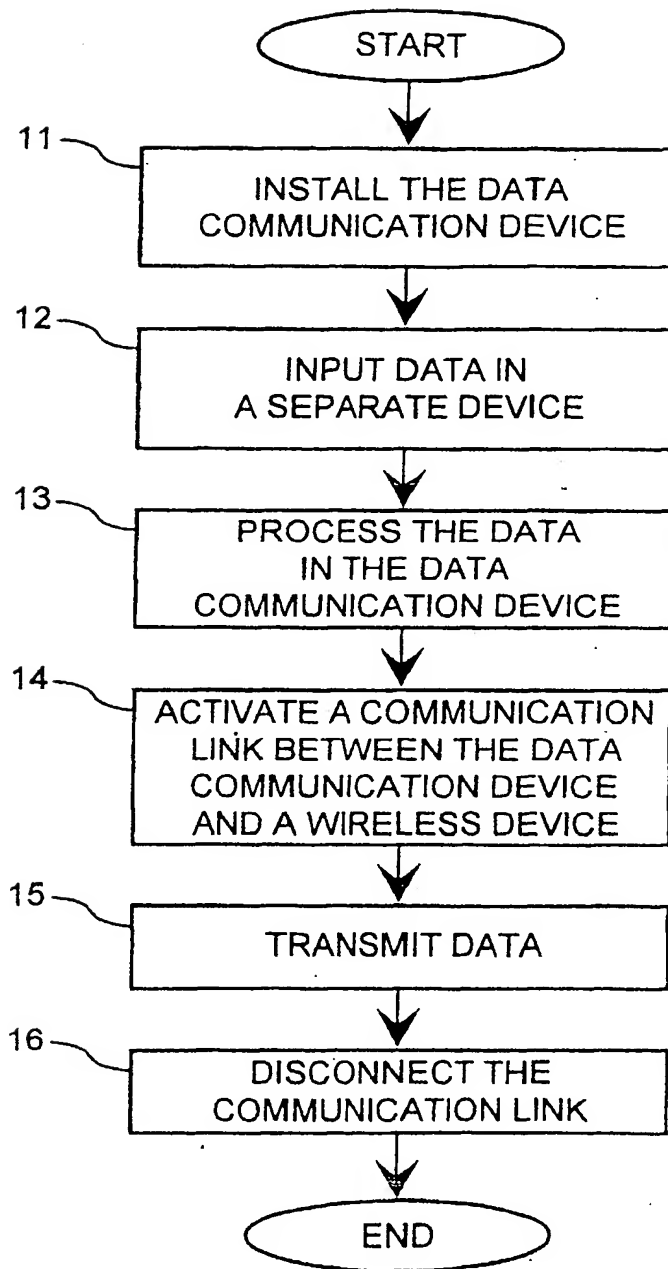 START
11
INSTALL THE DATA
COMMUNICATION DEVICE
12
INPUT DATA IN
A SEPARATE DEVICE
13
PROCESS THE DATA
IN THE DATA
COMMUNICATION DEVICE
14
ACTIVATE A COMMUNICATION
LINK BETWEEN THE DATA
COMMUNICATION DEVICE
AND A WIRELESS DEVICE
15
TRANSMIT DATA
16
DISCONNECT THE
COMMUNICATION LINK
END